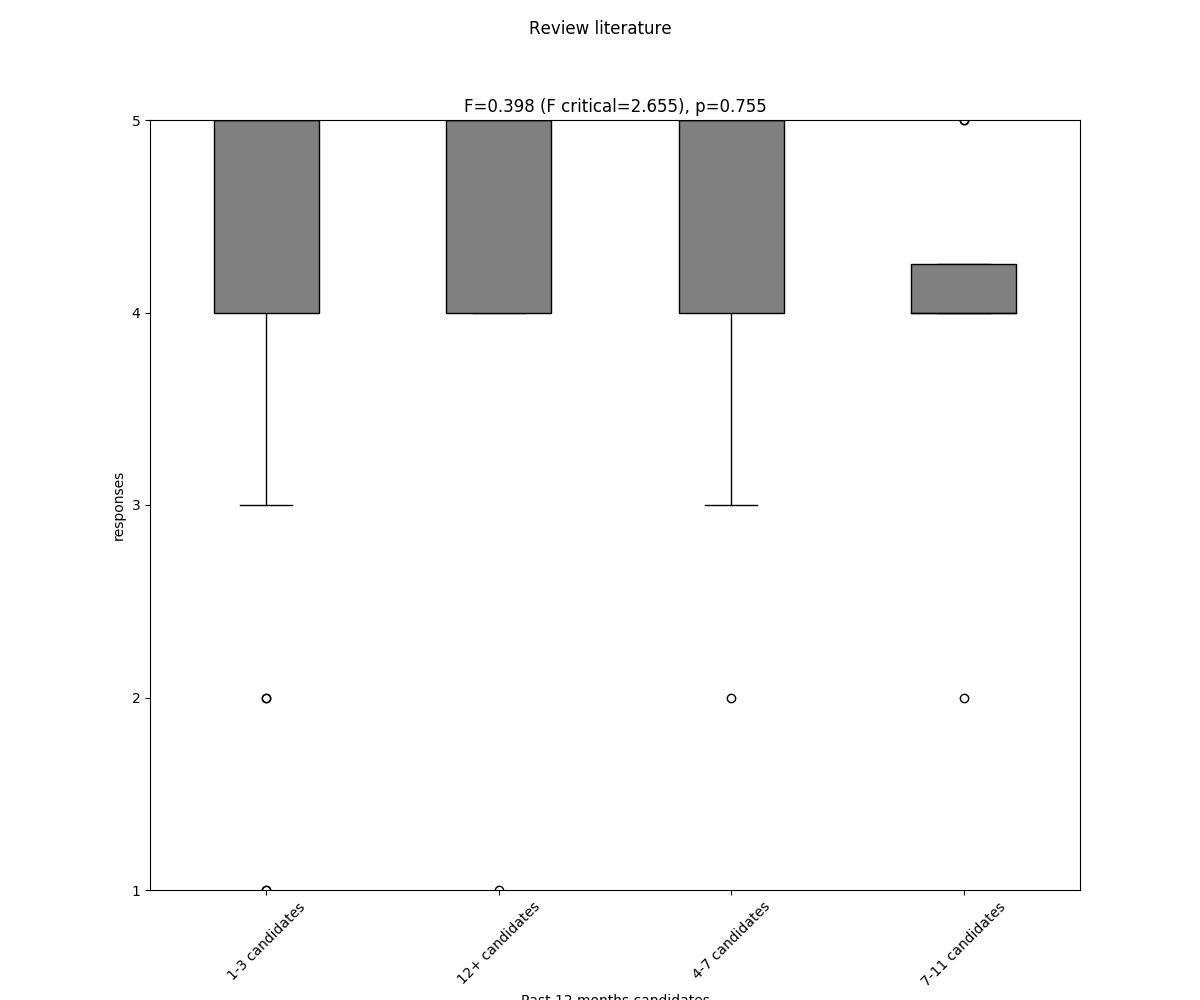 Review literature
F=0.398 (F critical=2.655), p=0.755
5
4
3
2
1
responses
1-3 candidates
12+ candidates
4-7 candidates
7-11 candidates
Past 12 months candidates